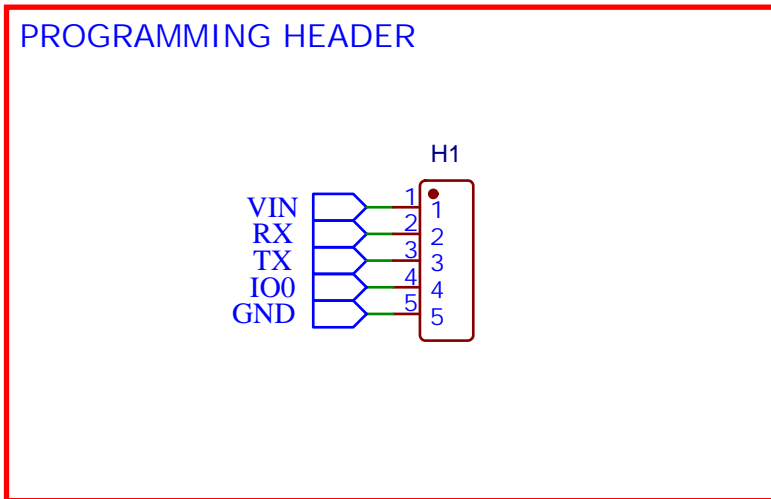 PROGRAMMING HEADER
H1
VIN 1 1
RX 2 2
TX 3 3
IO0 4 4
GND 5 5